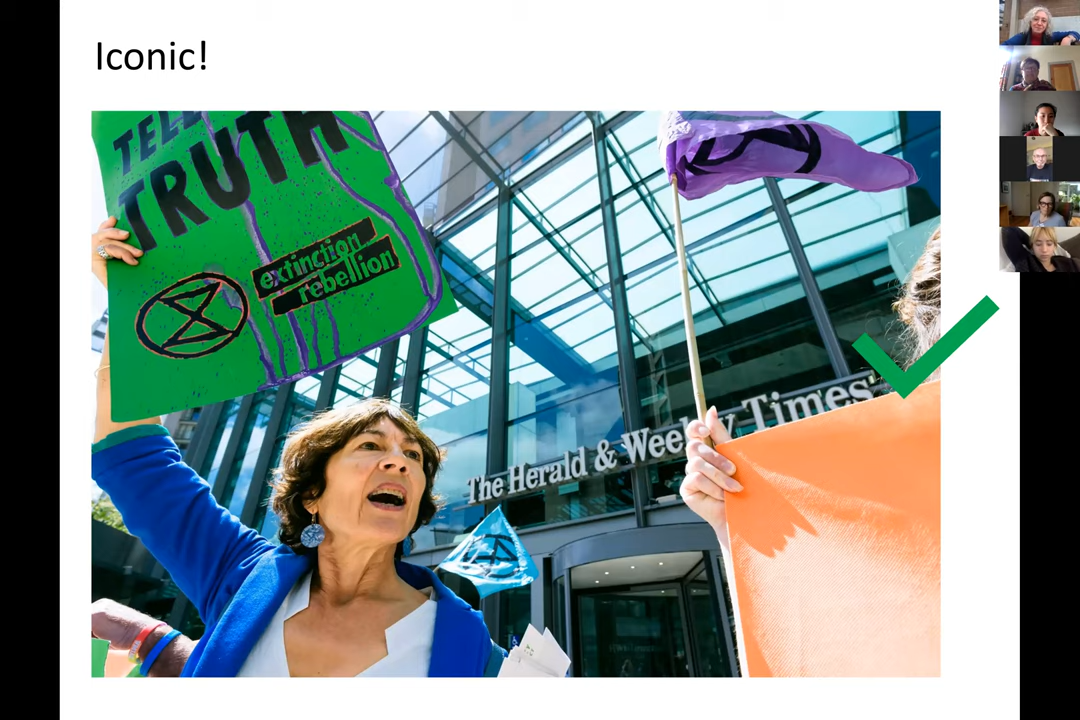 Iconic!
TELL
TRUTH
extinction
rebellion
The Herald & Weekly Times